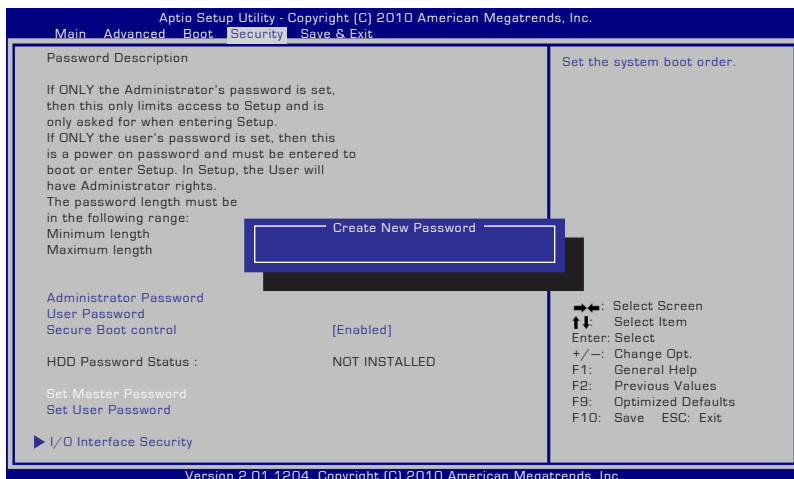 Aptio Setup Utility - Copyright (C) 2010 American Megatrends, Inc.
Main Advanced Boot Security Save & Exit
Password Description
If ONLY the Administrator's password is set,
then this only limits access to Setup and is
only asked for when entering Setup.
If ONLY the user's password is set, then this
is a power on password and must be entered to
boot or enter Setup. In Setup, the User will
have Administrator rights.
The password length must be
in the following range:
Minimum length
Maximum length
Create New Password
Administrator Password
User Password
Secure Boot control [Enabled]
HDD Password Status : NOT INSTALLED
Set Master Password
Set User Password
I/O Interface Security
Set the system boot order.
→←: Select Screen
↑↓: Select Item
Enter: Select
+/—: Change Opt.
F1: General Help
F2: Previous Values
F9: Optimized Defaults
F10: Save ESC: Exit
Version 2.01.1204. Copyright (C) 2010 American Megatrends, Inc.